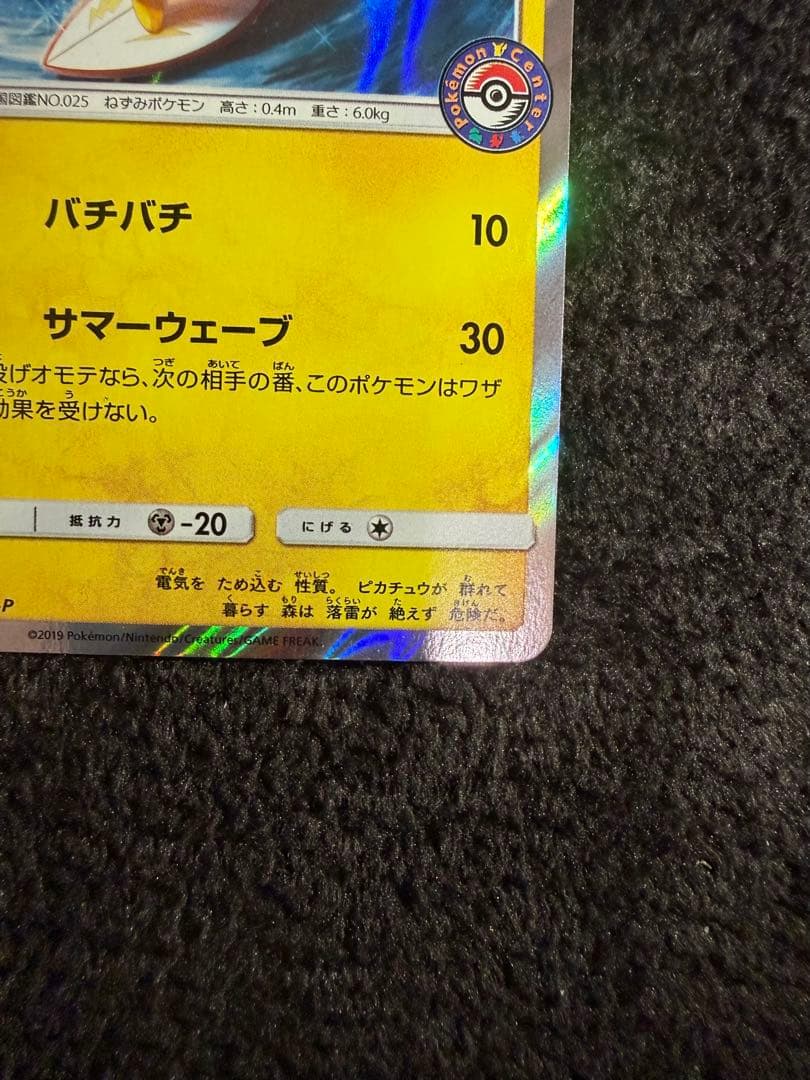 Pokémon Center
図鑑NO.025 ねずみポケモン 高さ:0.4m 重さ:6.0kg
バチバチ 10
サマーウェーブ 30
げオモテなら、次の相手の番、このポケモンはワザ
果を受けない。
抵抗力 -20 にげる
電気を ため込む 性質。 ピカチュウが 群れて
暮らす 森は 落雷が 絶えず 危険だ。
-P
©2019 Pokémon/Nintendo/Creatures/GAME FREAK.